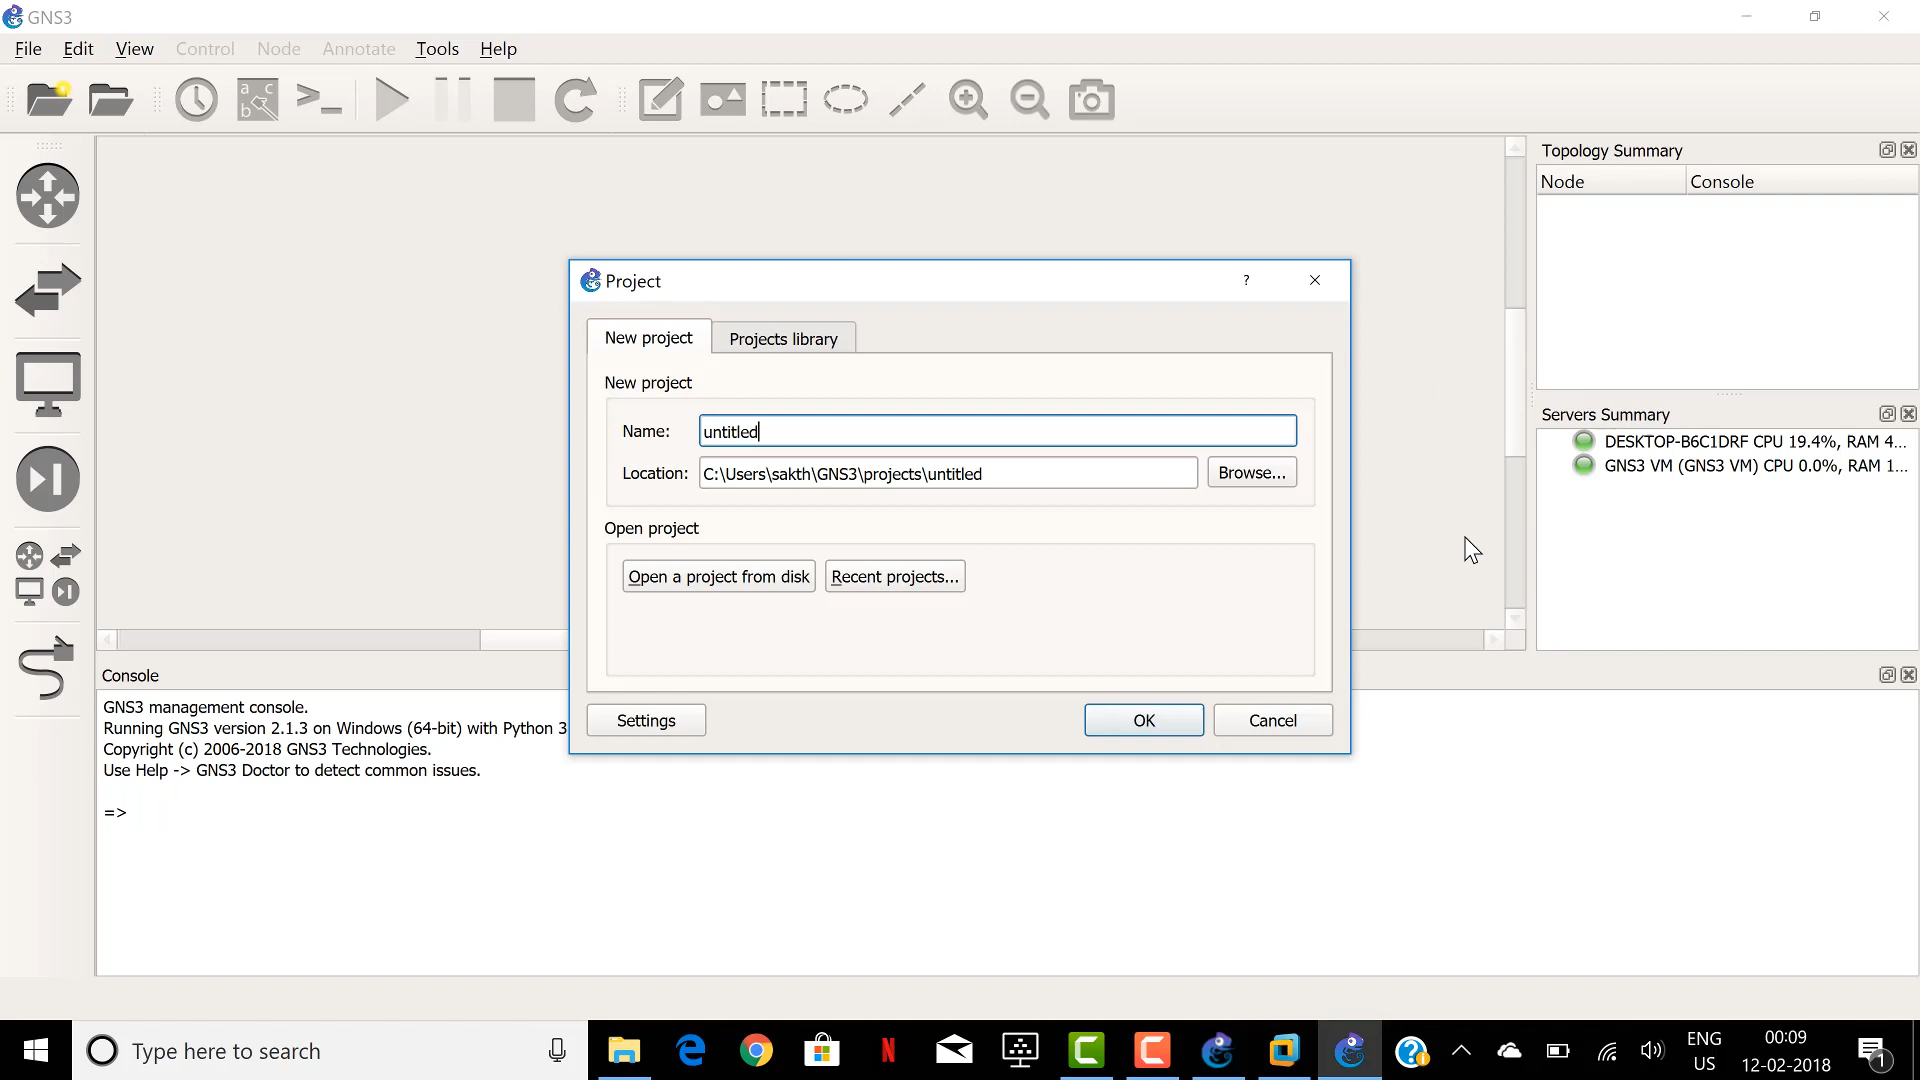 GNS3
File Edit View Control Node Annotate Tools Help
a c
b
>_
Topology Summary
Node Console
Project ?
New project Projects library
New project
Name: untitled
Location: C:\Users\sakth\GNS3\projects\untitled Browse...
Open project
Open a project from disk Recent projects...
Settings OK Cancel
Servers Summary
DESKTOP-B6C1DRF CPU 19.4%, RAM 4...
GNS3 VM (GNS3 VM) CPU 0.0%, RAM 1...
Console
GNS3 management console.
Running GNS3 version 2.1.3 on Windows (64-bit) with Python 3
Copyright (c) 2006-2018 GNS3 Technologies.
Use Help -> GNS3 Doctor to detect common issues.
=>
Type here to search
ENG
US
00:09
12-02-2018
1